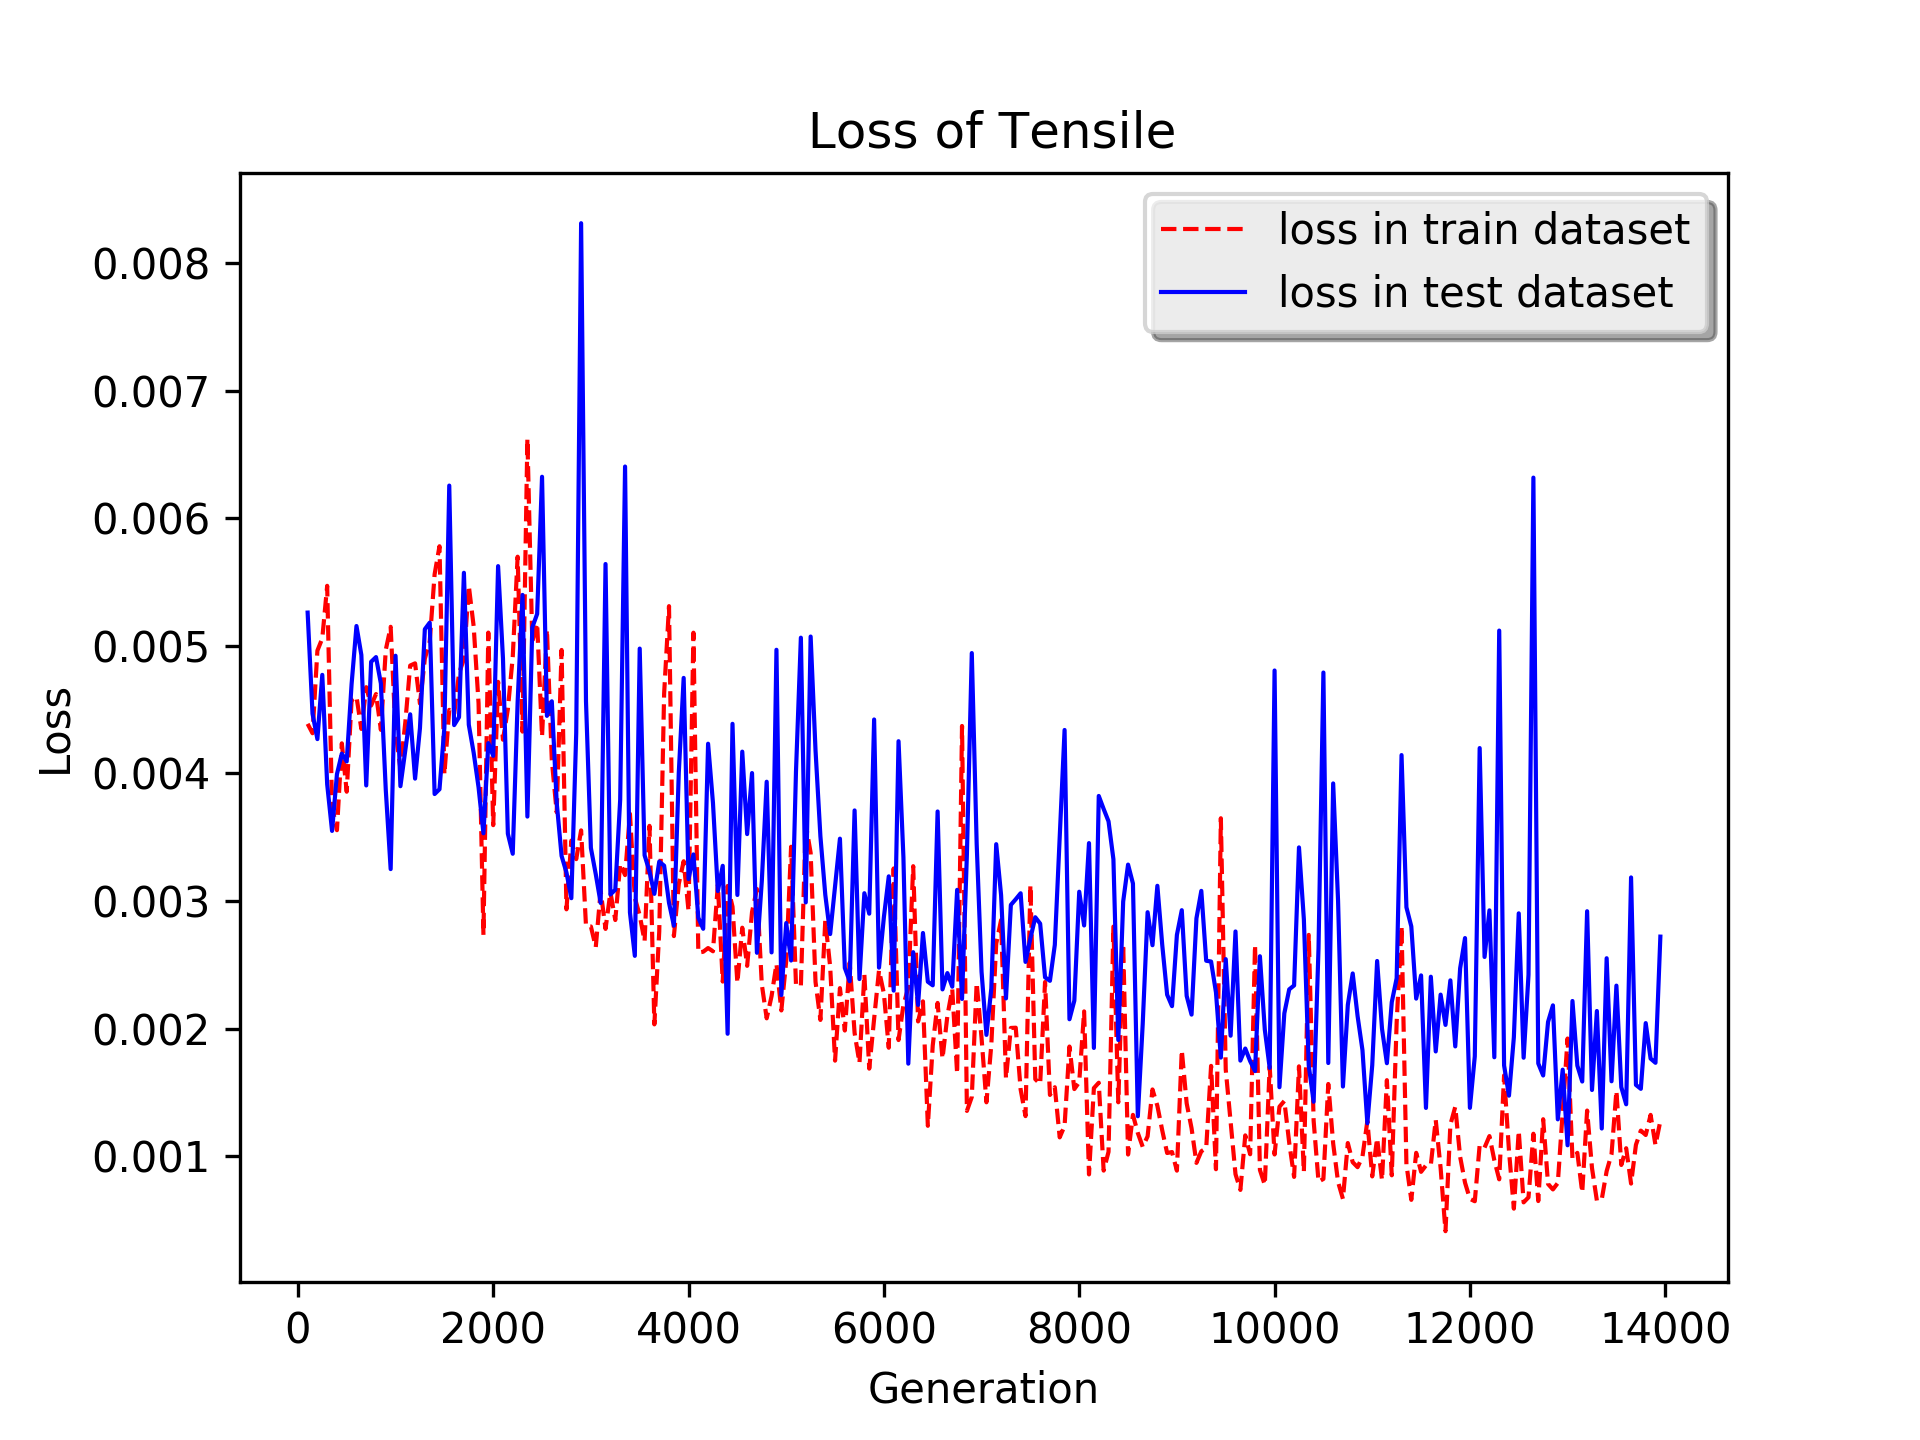 Loss of Tensile
loss in train dataset
loss in test dataset
0.008
0.007
0.006
0.005
0.004
0.003
0.002
0.001
Loss
0 2000 4000 6000 8000 10000 12000 14000
Generation